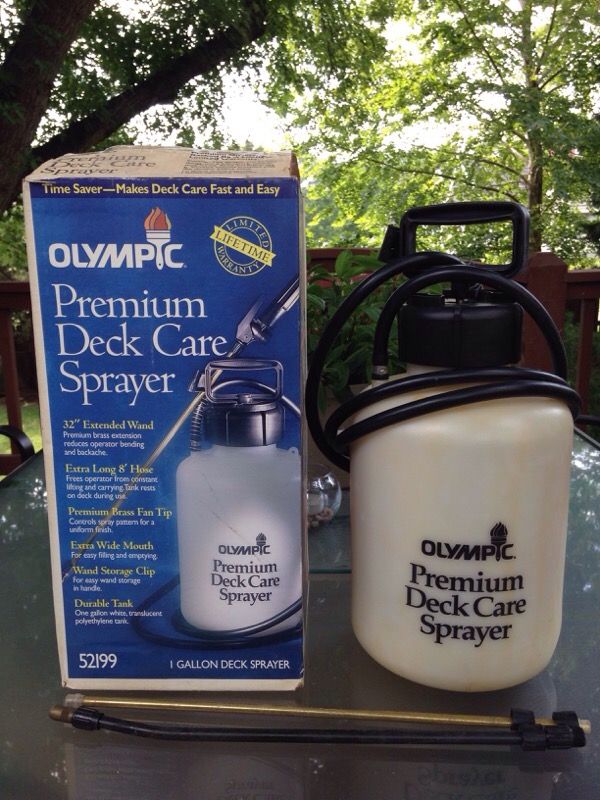 Premium
Deck Care
Sprayer
Time Saver—Makes Deck Care Fast and Easy
OLYMPIC
LIMITED
LIFETIME
WARRANTY
Premium
Deck Care
Sprayer
32" Extended Wand
Premium brass extension
reduces operator bending
and backache.
Extra Long 8' Hose
Frees operator from constant
lifting and carrying. Tank rests
on deck during use.
Premium Brass Fan Tip
Controls spray pattern for a
uniform finish.
Extra Wide Mouth
For easy filling and emptying.
Wand Storage Clip
For easy wand storage
in handle.
Durable Tank
One gallon white, translucent
polyethylene tank.
OLYMPIC
Premium
Deck Care
Sprayer
52199
1 GALLON DECK SPRAYER
OLYMPIC
Premium
Deck Care
Sprayer